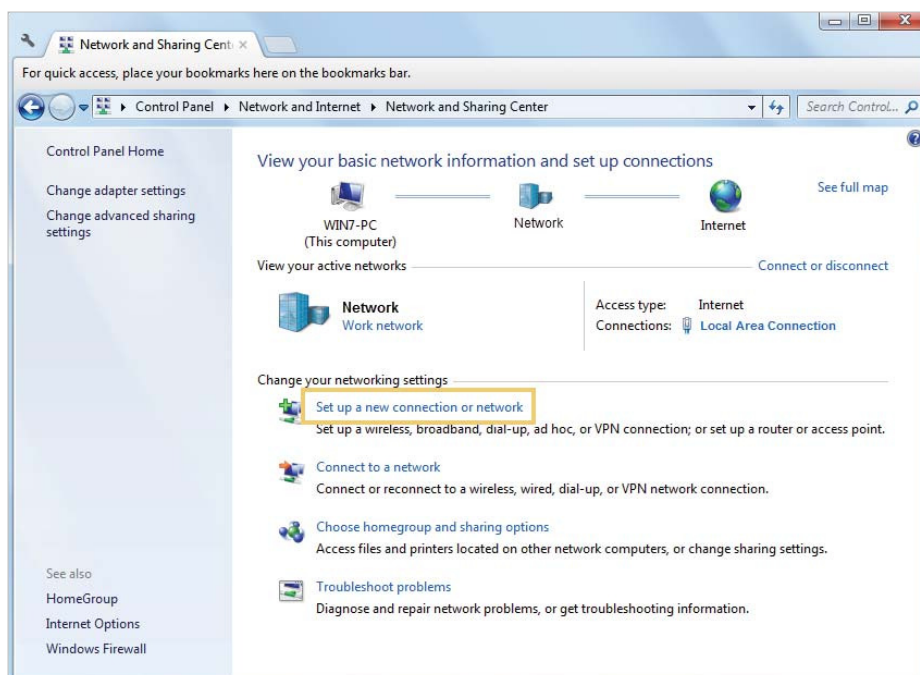 Network and Sharing Cent
For quick access, place your bookmarks here on the bookmarks bar.
Control Panel Network and Internet Network and Sharing Center
Search Control...
Control Panel Home
Change adapter settings
Change advanced sharing
settings
View your basic network information and set up connections
See full map
WIN7-PC
(This computer)
Network
Internet
View your active networks
Connect or disconnect
Network
Work network
Access type: Internet
Connections: Local Area Connection
Change your networking settings
Set up a new connection or network
Set up a wireless, broadband, dial-up, ad hoc, or VPN connection; or set up a router or access point.
Connect to a network
Connect or reconnect to a wireless, wired, dial-up, or VPN network connection.
Choose homegroup and sharing options
Access files and printers located on other network computers, or change sharing settings.
Troubleshoot problems
Diagnose and repair network problems, or get troubleshooting information.
See also
HomeGroup
Internet Options
Windows Firewall